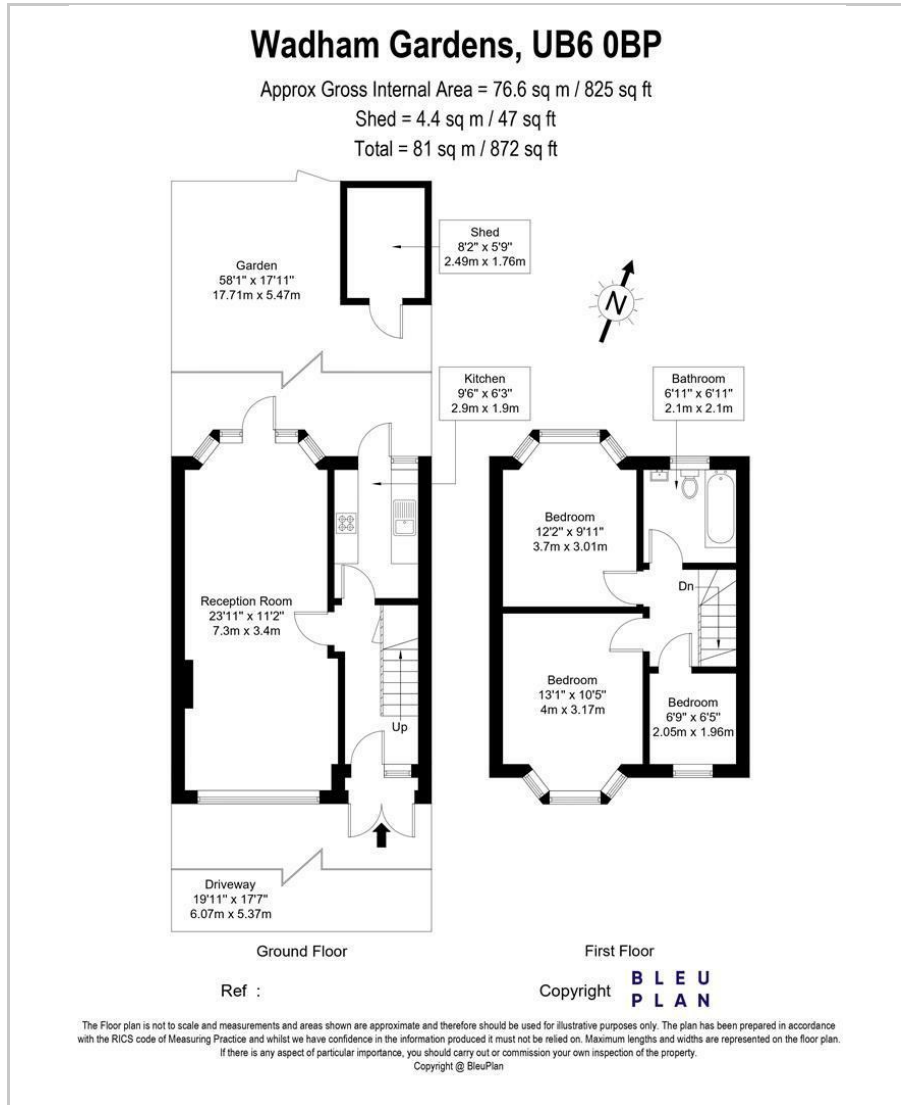 Wadham Gardens, UB6 0BP
Approx Gross Internal Area = 76.6 sq m / 825 sq ft
Shed = 4.4 sq m / 47 sq ft
Total = 81 sq m / 872 sq ft
Shed
8'2" x 5'9"
2.49m x 1.76m
Garden
58'1" x 17'11"
17.71m x 5.47m
N
Kitchen
9'6" x 6'3"
2.9m x 1.9m
Bathroom
6'11" x 6'11"
2.1m x 2.1m
Bedroom
12'2" x 9'11"
3.7m x 3.01m
Dn
Reception Room
23'11" x 11'2"
7.3m x 3.4m
Up
Bedroom
13'1" x 10'5"
4m x 3.17m
Bedroom
6'9" x 6'5"
2.05m x 1.96m
Driveway
19'11" x 17'7"
6.07m x 5.37m
Ground Floor
First Floor
Ref :
Copyright
BLEU
PLAN
The Floor plan is not to scale and measurements and areas shown are approximate and therefore should be used for illustrative purposes only. The plan has been prepared in accordance
with the RICS code of Measuring Practice and whilst we have confidence in the information produced it must not be relied on. Maximum lengths and widths are represented on the floor plan.
If there is any aspect of particular importance, you should carry out or commission your own inspection of the property.
Copyright @ BleuPlan